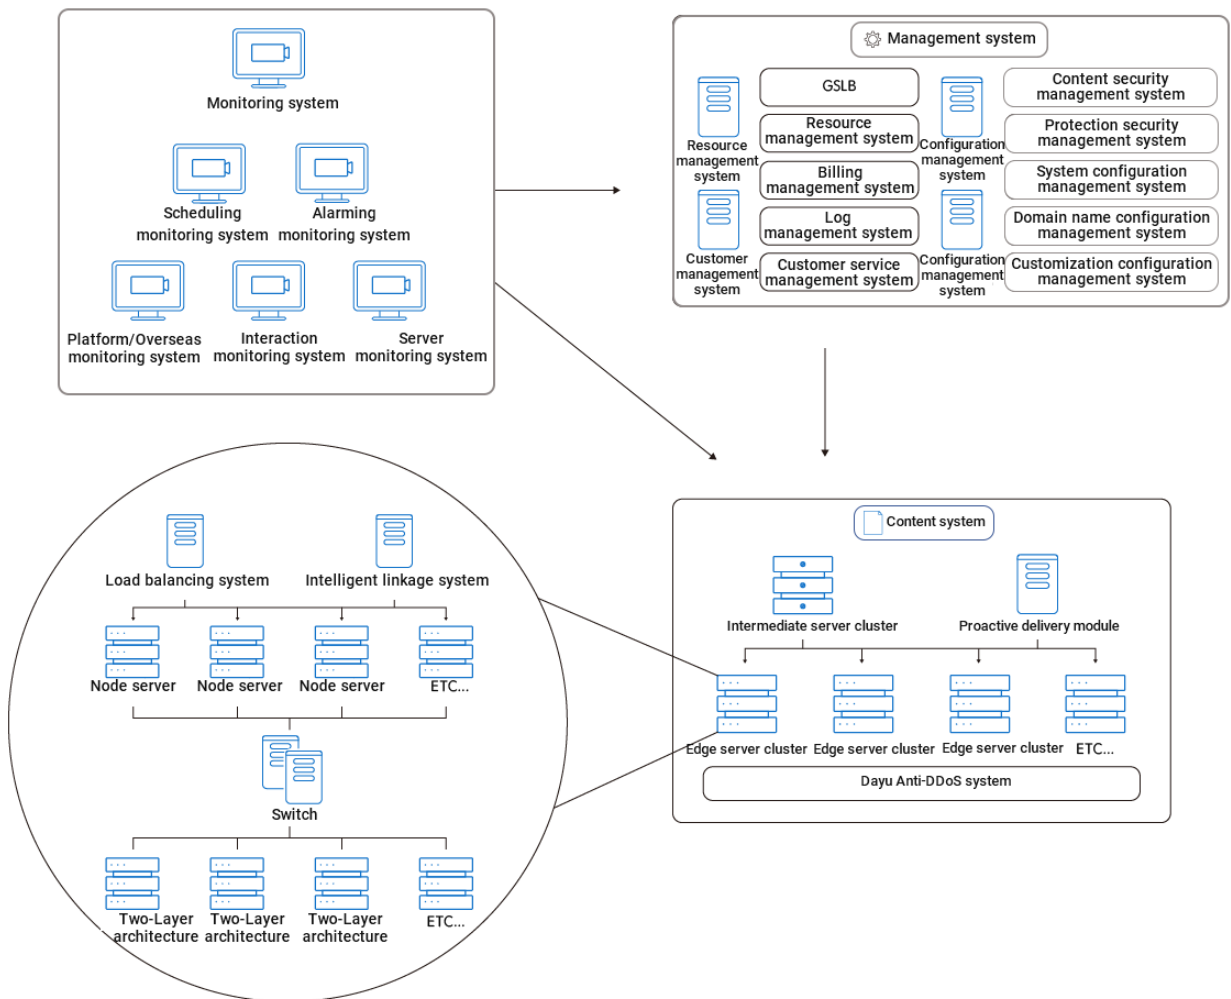 Monitoring system
Scheduling
monitoring system
Alarming
monitoring system
Platform/Overseas
monitoring system
Interaction
monitoring system
Server
monitoring system
Management system
Resource
management
system
Customer
management
system
GSLB
Resource
management system
Billing
management system
Log
management system
Customer service
management system
Configuration
management
system
Configuration
management
system
Content security
management system
Protection security
management system
System configuration
management system
Domain name configuration
management system
Customization configuration
management system
Load balancing system
Intelligent linkage system
Node server
Node server
Node server
ETC...
Switch
Two-Layer
architecture
Two-Layer
architecture
Two-Layer
architecture
ETC...
Content system
Intermediate server cluster
Proactive delivery module
Edge server cluster
Edge server cluster
Edge server cluster
ETC...
Dayu Anti-DDoS system